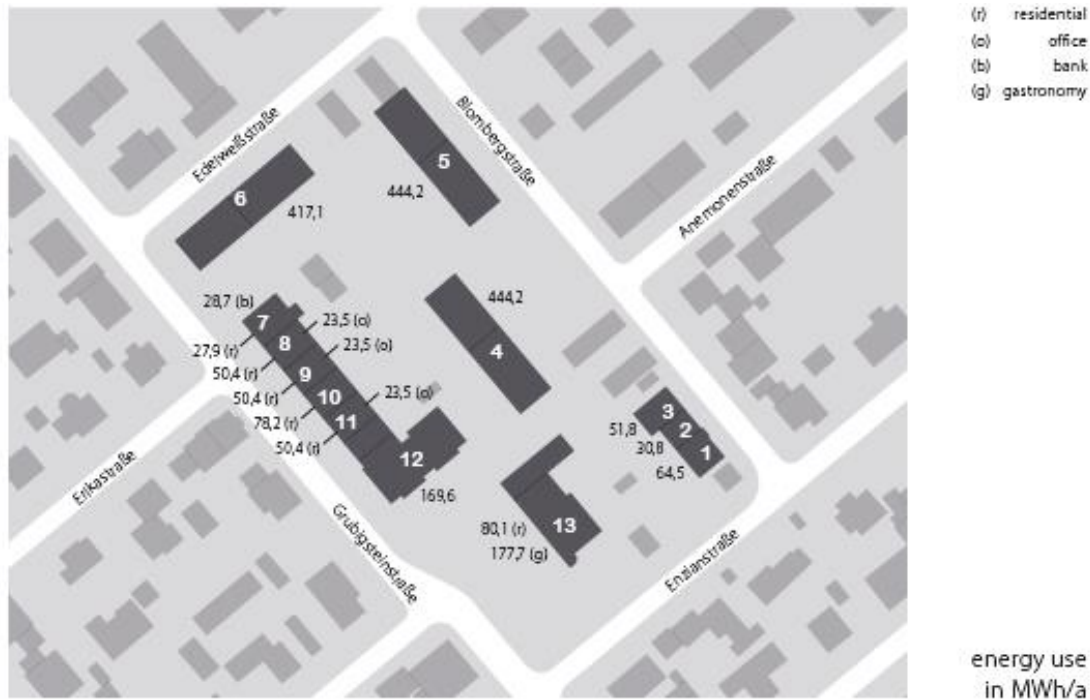 (r) residential
(o) office
(b) bank
(g) gastronomy
Edelweißstraße
Blombergstraße
Anemonenstraße
5
444,2
6
417,1
444,2
4
28,7 (b)
7
23,5 (o)
8
27,9 (r)
23,5 (o)
50,4 (r)
9
50,4 (r)
10
23,5 (o)
78,2 (r)
11
50,4 (r)
12
169,6
3
51,8
2
30,8
1
64,5
13
80,1 (r)
177,7 (g)
Erikastraße
Grubigsteinstraße
Enzianstraße
energy use
in MWh/a